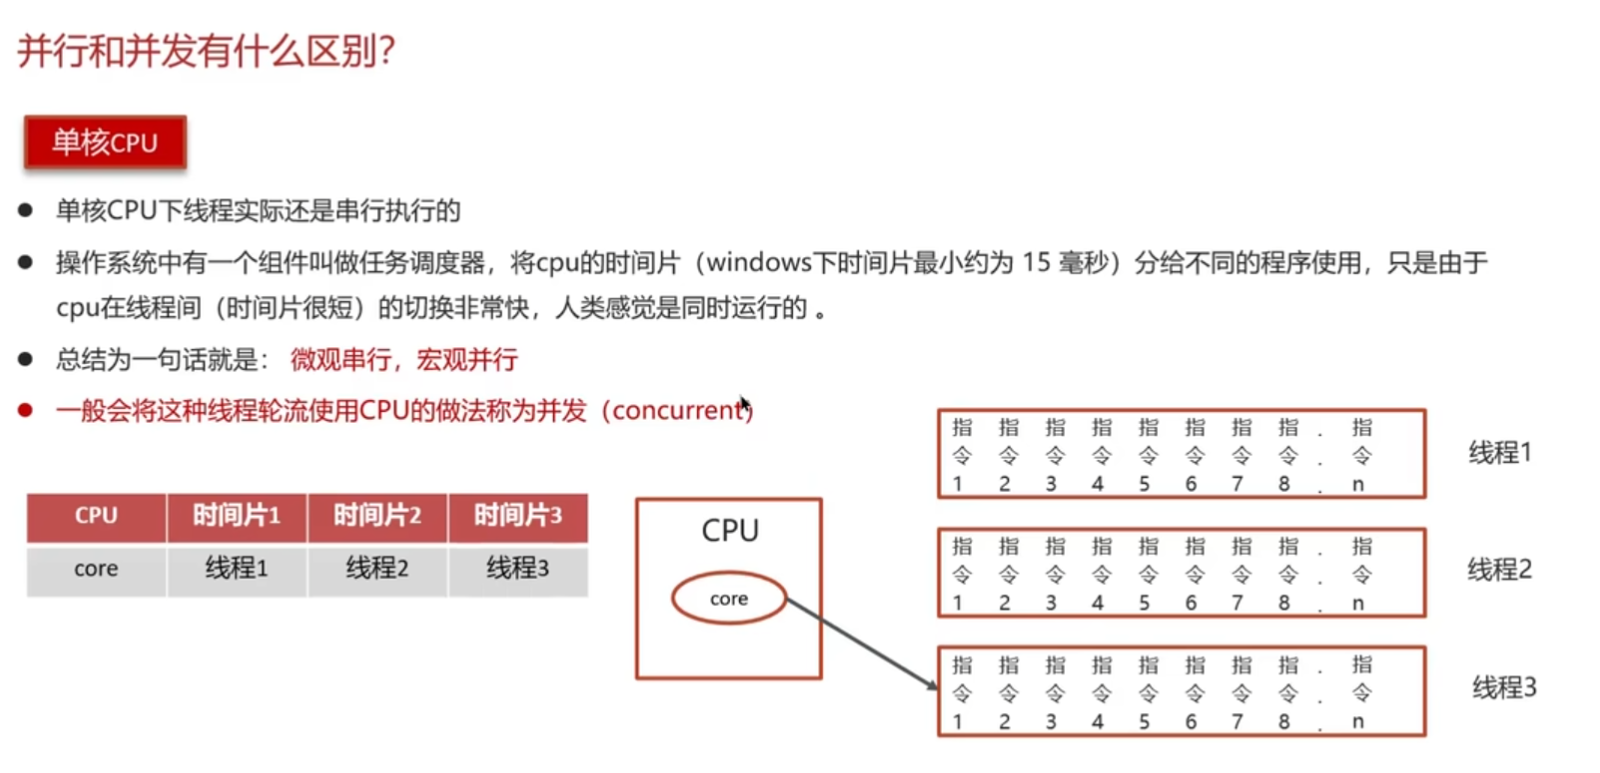 并行和并发有什么区别？
单核CPU
单核CPU下线程实际还是串行执行的
操作系统中有一个组件叫做任务调度器，将cpu的时间片（windows下时间片最小约为 15 毫秒）分给不同的程序使用，只是由于
cpu在线程间（时间片很短）的切换非常快，人类感觉是同时运行的 。
总结为一句话就是： 微观串行，宏观并行
一般会将这种线程轮流使用CPU的做法称为并发（concurrent）
CPU 时间片1 时间片2 时间片3
core 线程1 线程2 线程3
CPU
core
指 指 指 指 指 指 指 指 . 指
令 令 令 令 令 令 令 令 . 令
1 2 3 4 5 6 7 8 . n
线程1
指 指 指 指 指 指 指 指 . 指
令 令 令 令 令 令 令 令 . 令
1 2 3 4 5 6 7 8 . n
线程2
指 指 指 指 指 指 指 指 . 指
令 令 令 令 令 令 令 令 . 令
1 2 3 4 5 6 7 8 . n
线程3